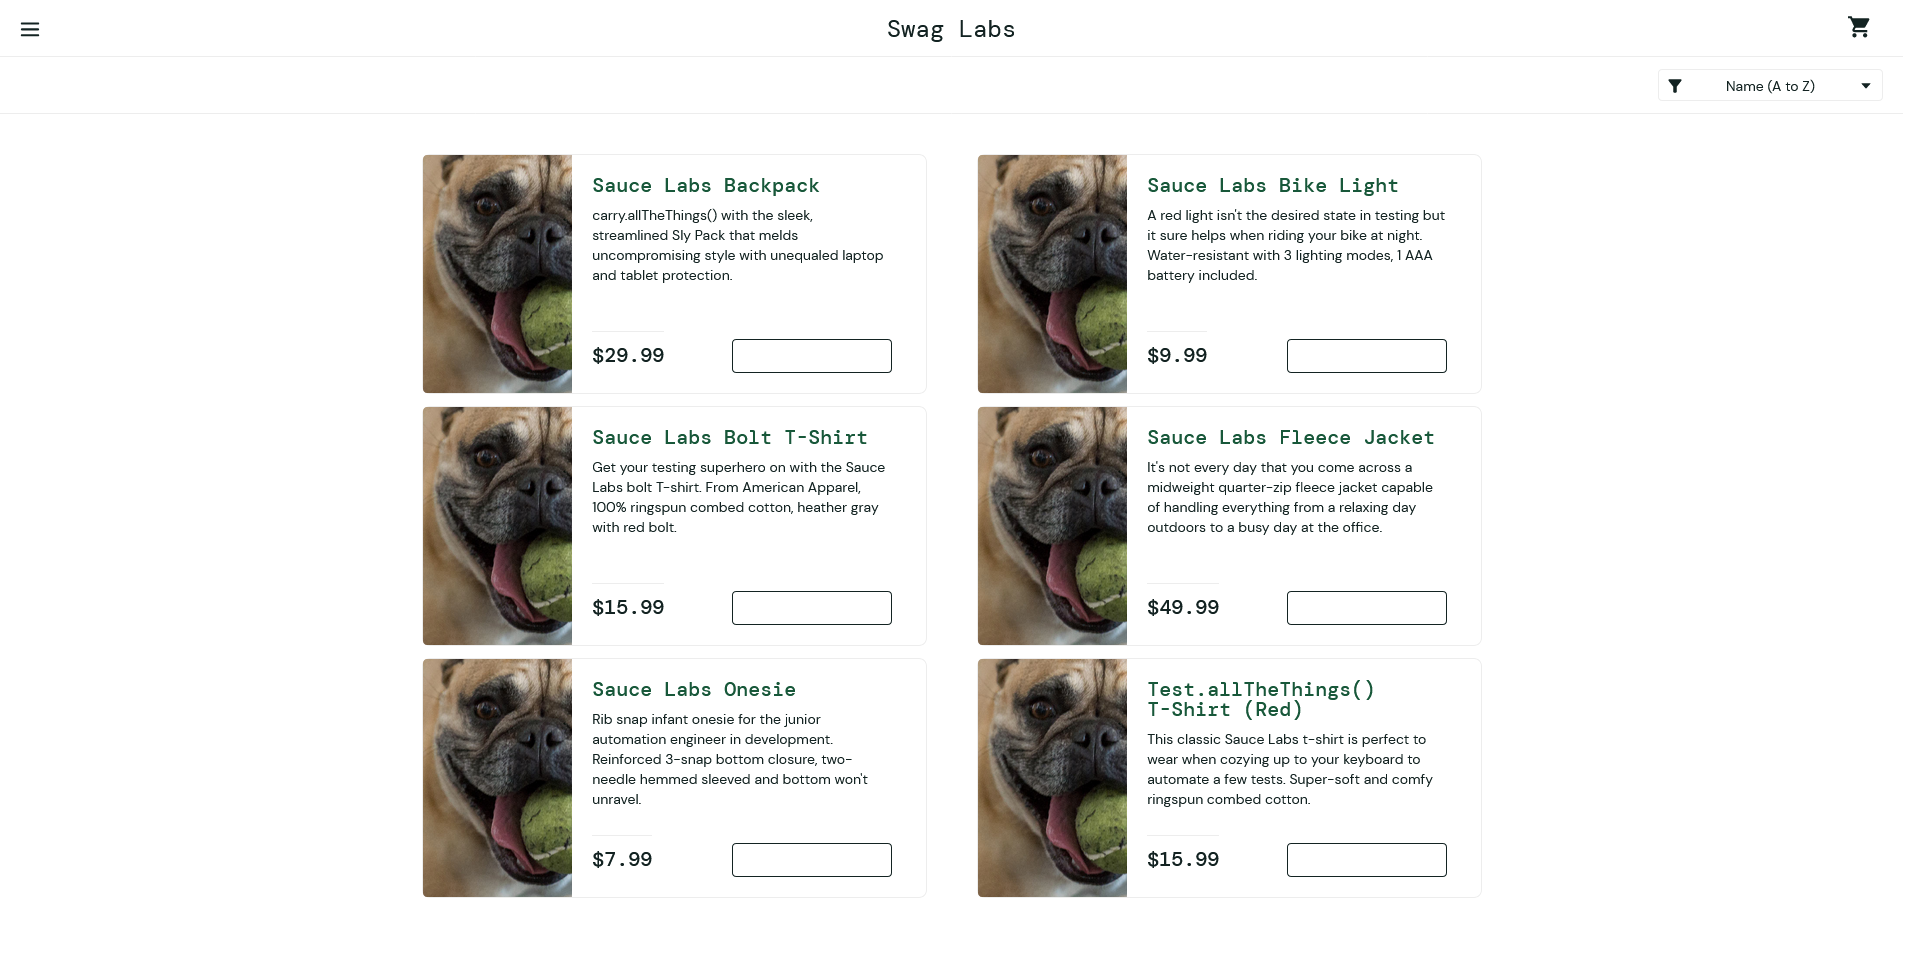 Swag Labs
Name (A to Z)
Sauce Labs Backpack
carry.allTheThings() with the sleek,
streamlined Sly Pack that melds
uncompromising style with unequaled laptop
and tablet protection.
$29.99
Sauce Labs Bike Light
A red light isn't the desired state in testing but
it sure helps when riding your bike at night.
Water-resistant with 3 lighting modes, 1 AAA
battery included.
$9.99
Sauce Labs Bolt T-Shirt
Get your testing superhero on with the Sauce
Labs bolt T-shirt. From American Apparel,
100% ringspun combed cotton, heather gray
with red bolt.
$15.99
Sauce Labs Fleece Jacket
It's not every day that you come across a
midweight quarter-zip fleece jacket capable
of handling everything from a relaxing day
outdoors to a busy day at the office.
$49.99
Sauce Labs Onesie
Rib snap infant onesie for the junior
automation engineer in development.
Reinforced 3-snap bottom closure, two-
needle hemmed sleeved and bottom won't
unravel.
$7.99
Test.allTheThings()
T-Shirt (Red)
This classic Sauce Labs t-shirt is perfect to
wear when cozying up to your keyboard to
automate a few tests. Super-soft and comfy
ringspun combed cotton.
$15.99